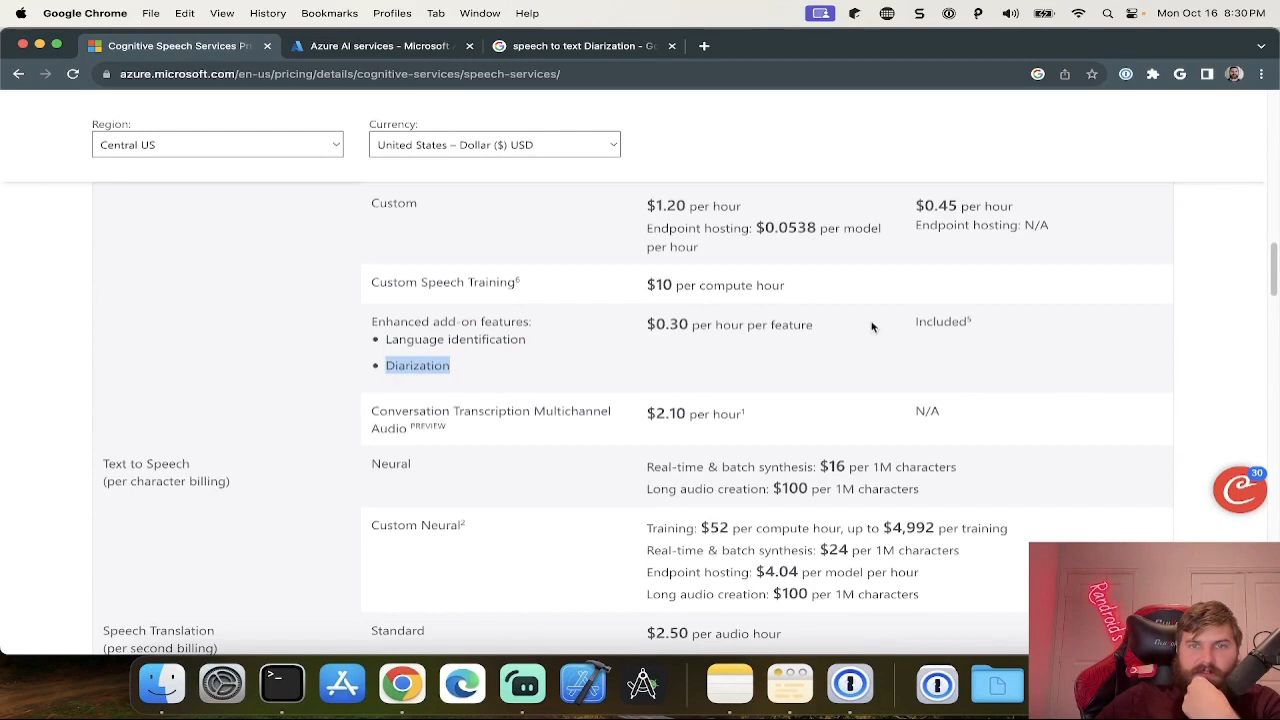 Google Chrome File Edit View History Bookmarks Profiles Tab Window Help Mon Oct 16 8:30PM
Cognitive Speech Services Pri Azure AI services - Microsoft speech to text Diarization - Go
azure.microsoft.com/en-us/pricing/details/cognitive-services/speech-services/
Region: Currency:
Central US United States – Dollar ($) USD
Custom $1.20 per hour $0.45 per hour
Endpoint hosting: $0.0538 per model Endpoint hosting: N/A
per hour
Custom Speech Training⁶ $10 per compute hour
Enhanced add-on features: $0.30 per hour per feature Included⁵
• Language identification
• Diarization
Conversation Transcription Multichannel $2.10 per hour¹ N/A
Audio PREVIEW
Text to Speech Neural Real-time & batch synthesis: $16 per 1M characters
(per character billing) Long audio creation: $100 per 1M characters
30
Custom Neural² Training: $52 per compute hour, up to $4,992 per training
Real-time & batch synthesis: $24 per 1M characters
Endpoint hosting: $4.04 per model per hour
Long audio creation: $100 per 1M characters
Randroid's
Speech Translation Standard $2.50 per audio hour
(per second billing)